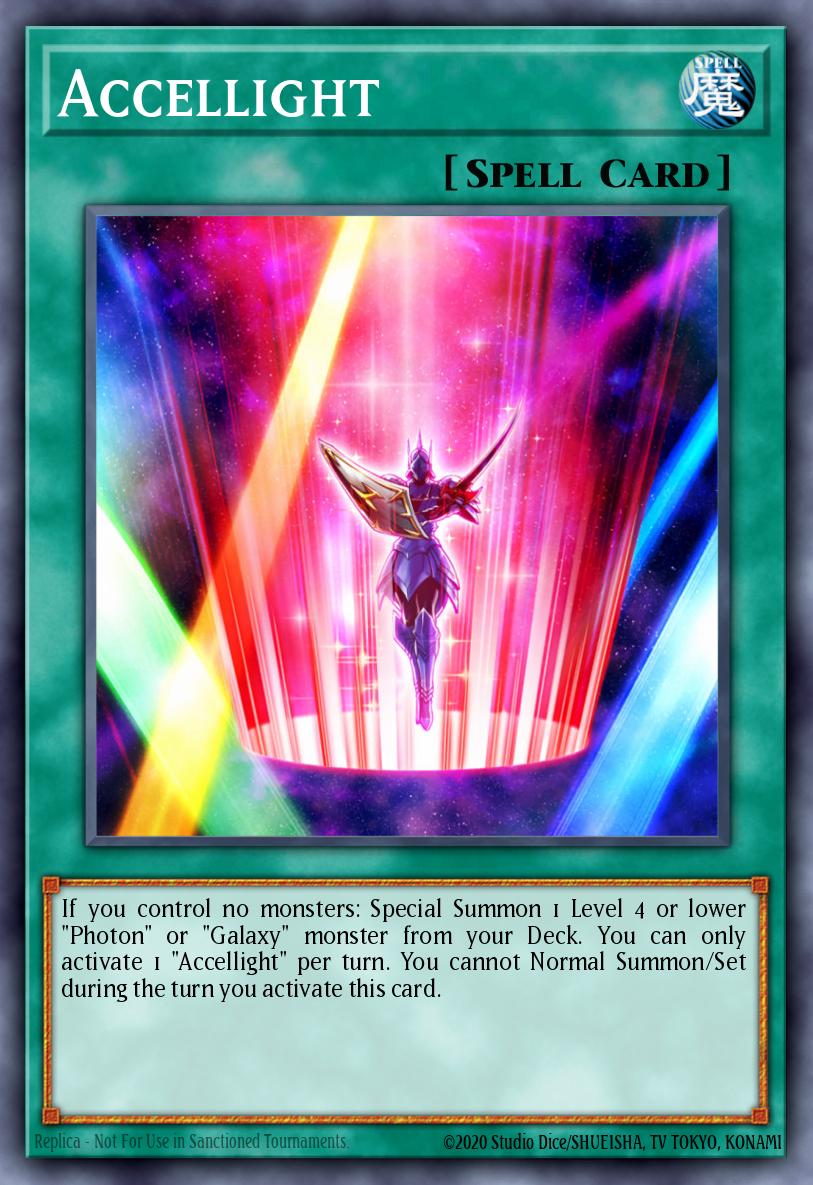 ACCELLIGHT
SPELL
魔
[ SPELL CARD ]
If you control no monsters: Special Summon 1 Level 4 or lower
"Photon" or "Galaxy" monster from your Deck. You can only
activate 1 "Accellight" per turn. You cannot Normal Summon/Set
during the turn you activate this card.
Replica - Not For Use in Sanctioned Tournaments.
©2020 Studio Dice/SHUEISHA, TV TOKYO, KONAMI